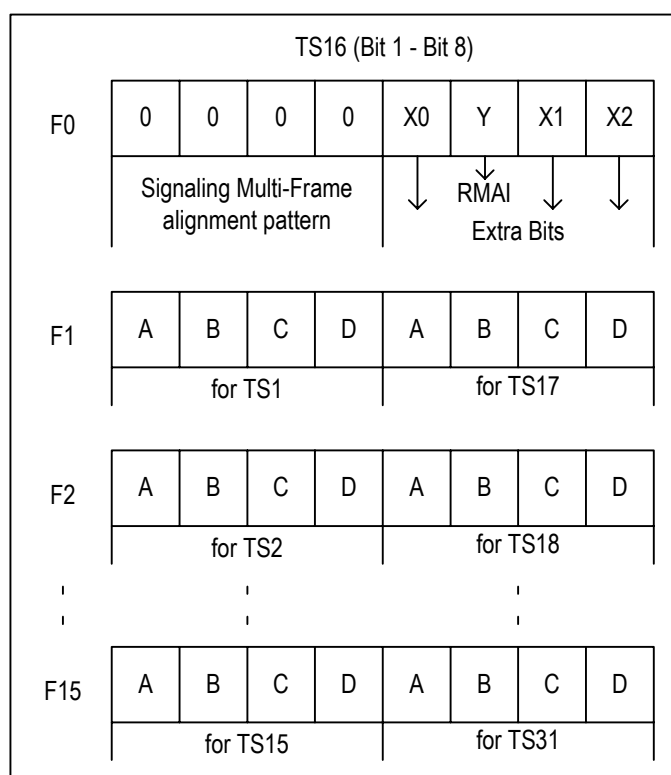 TS16 (Bit 1 - Bit 8)
F0 0 0 0 0 X0 Y X1 X2
Signaling Multi-Frame
alignment pattern
RMAI
Extra Bits
F1 A B C D A B C D
for TS1 for TS17
F2 A B C D A B C D
for TS2 for TS18
F15 A B C D A B C D
for TS15 for TS31